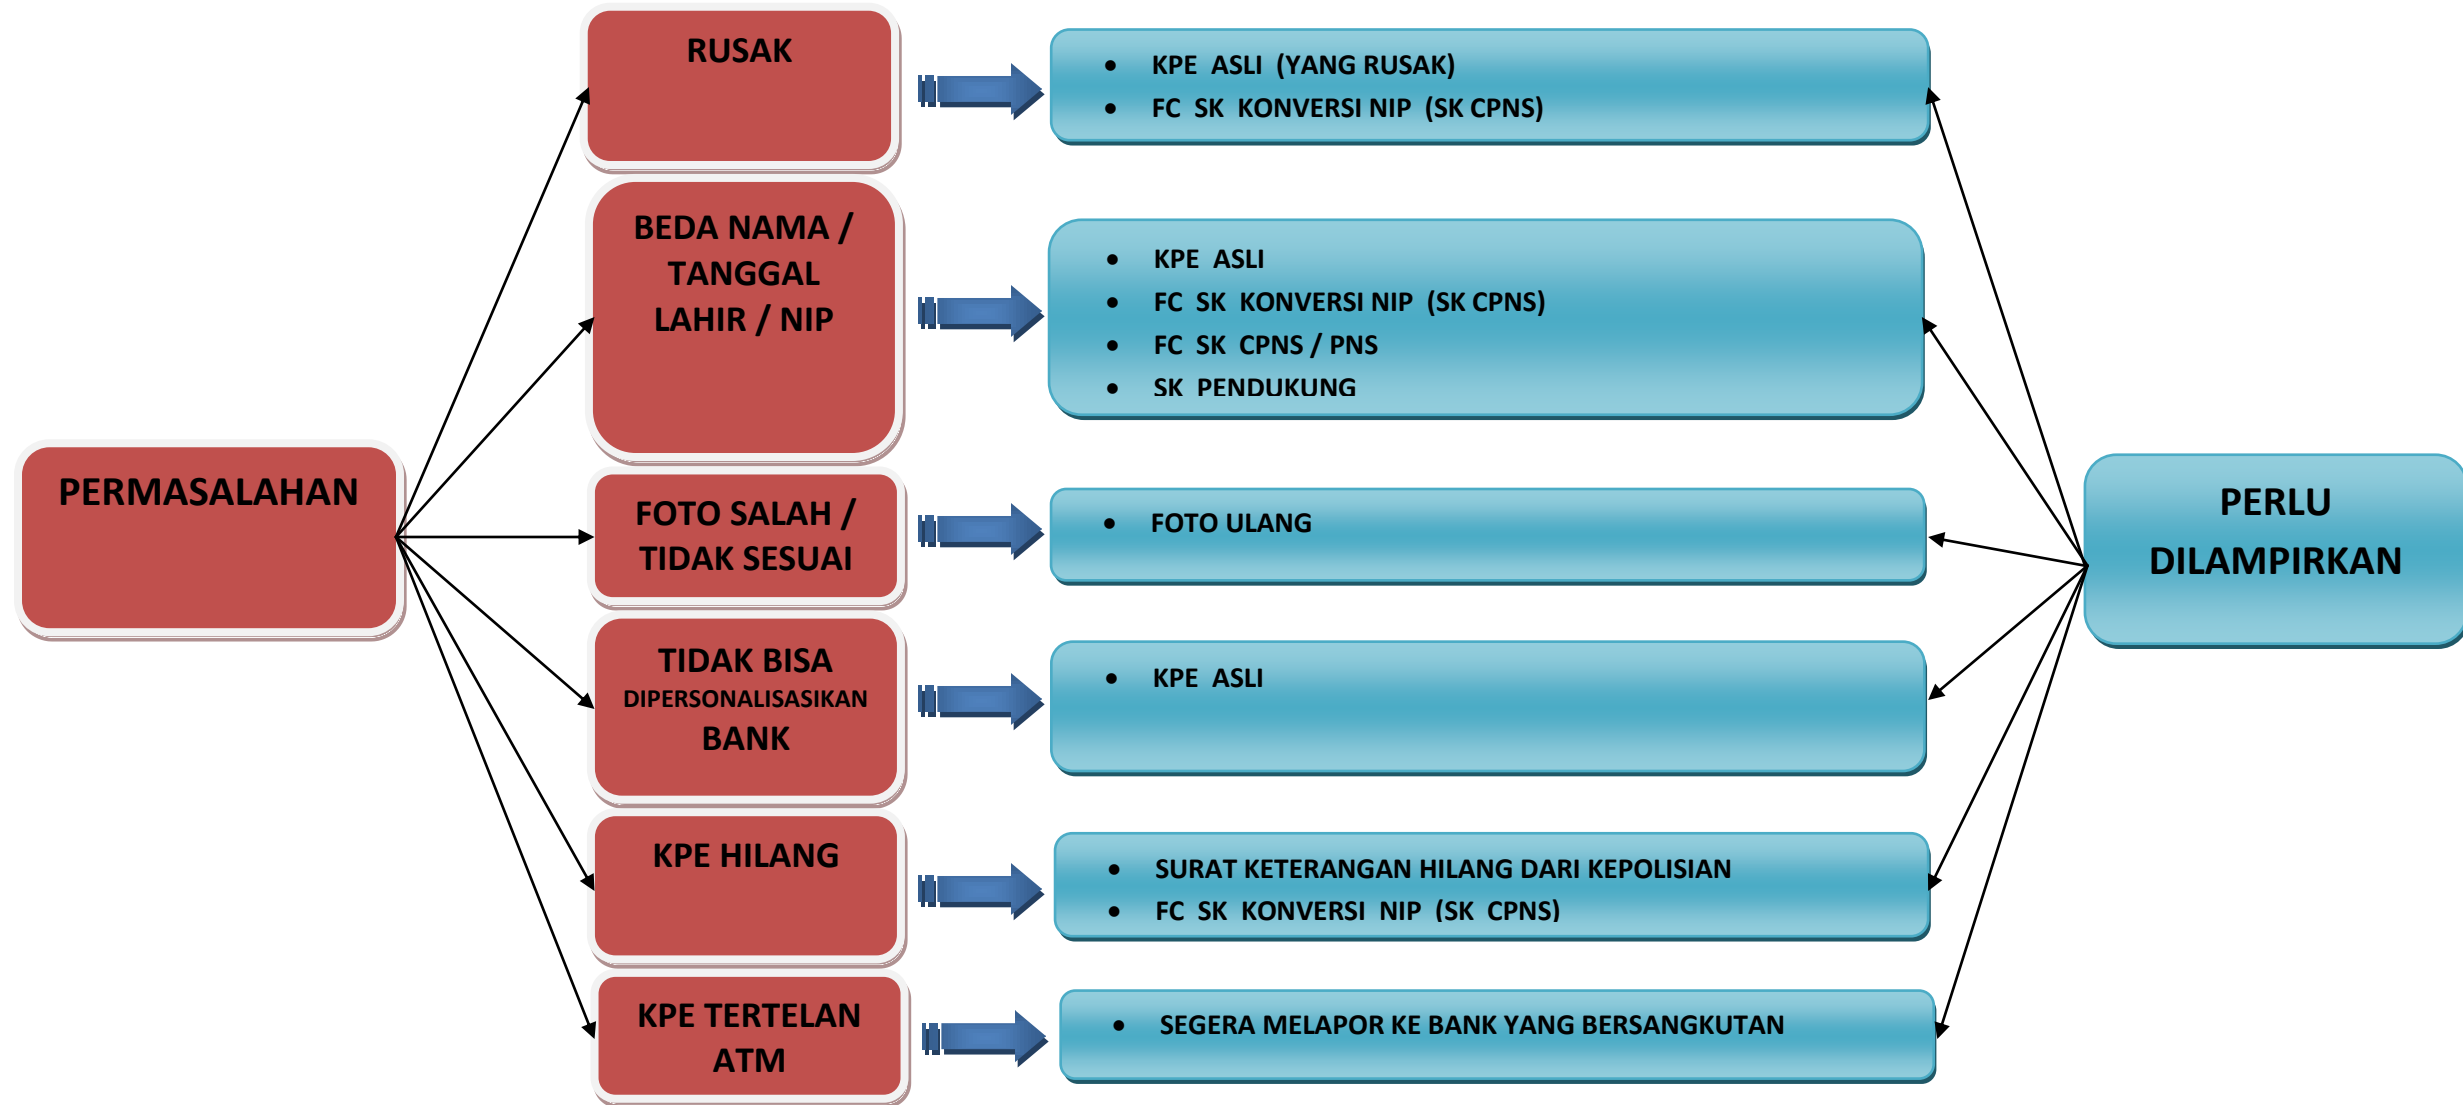 PERMASALAHAN
RUSAK
• KPE ASLI (YANG RUSAK)
• FC SK KONVERSI NIP (SK CPNS)
BEDA NAMA /
TANGGAL
LAHIR / NIP
• KPE ASLI
• FC SK KONVERSI NIP (SK CPNS)
• FC SK CPNS / PNS
• SK PENDUKUNG
FOTO SALAH /
TIDAK SESUAI
• FOTO ULANG
TIDAK BISA
DIPERSONALISASIKAN
BANK
• KPE ASLI
KPE HILANG
• SURAT KETERANGAN HILANG DARI KEPOLISIAN
• FC SK KONVERSI NIP (SK CPNS)
KPE TERTELAN
ATM
• SEGERA MELAPOR KE BANK YANG BERSANGKUTAN
PERLU
DILAMPIRKAN